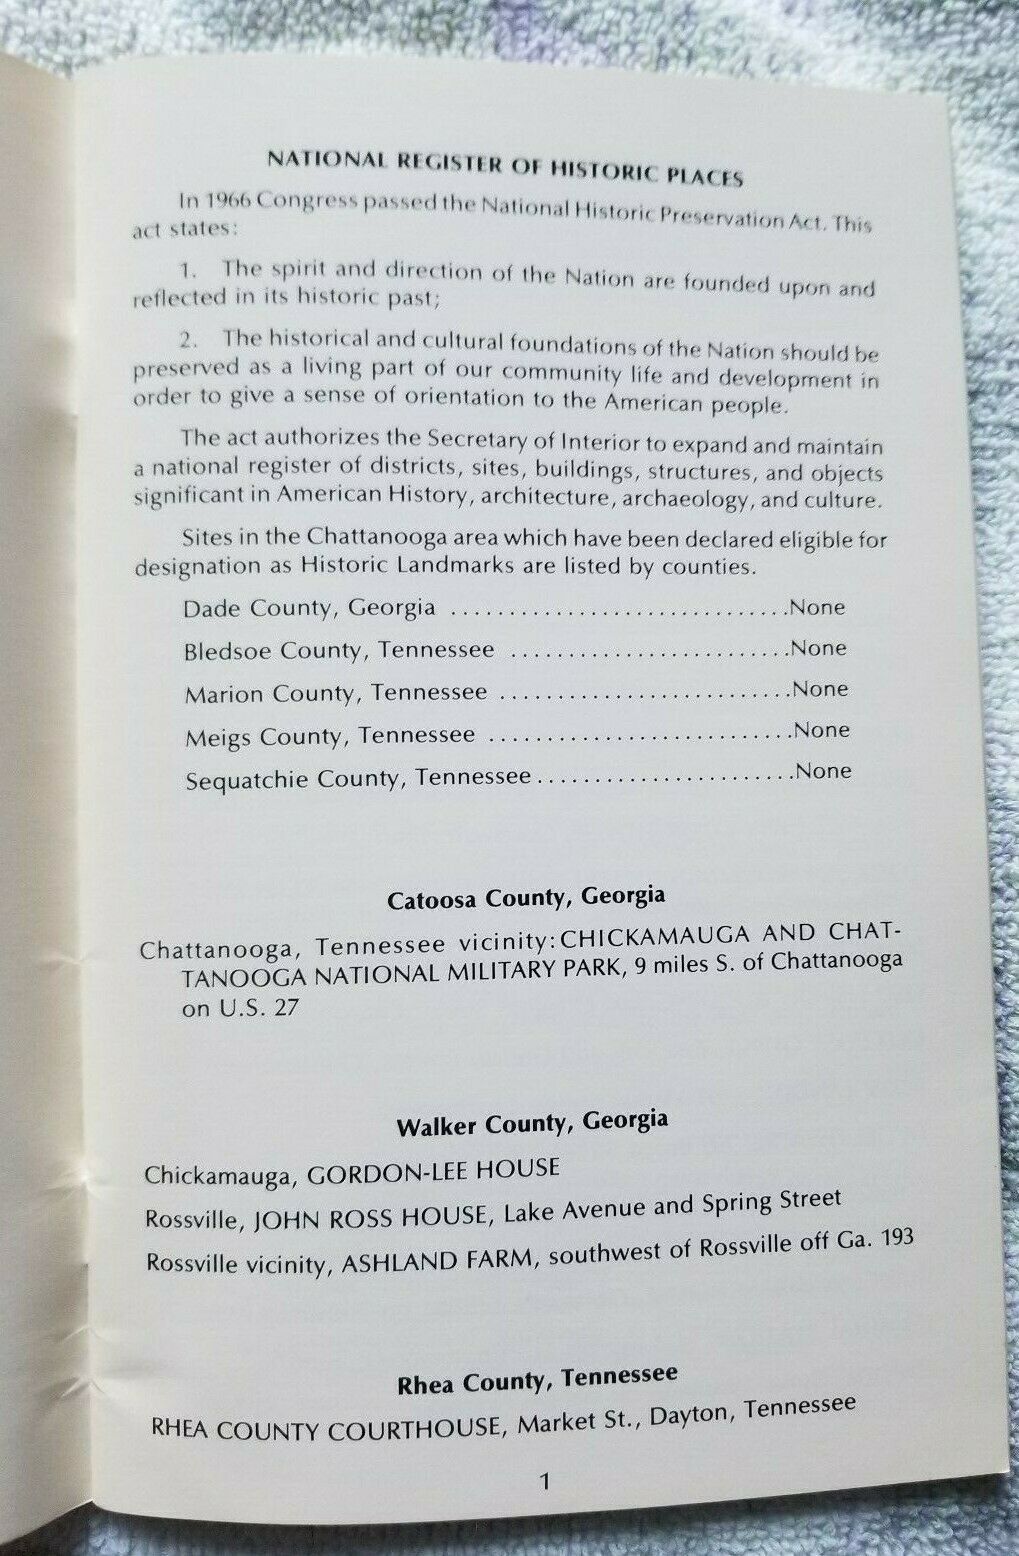 NATIONAL REGISTER OF HISTORIC PLACES
In 1966 Congress passed the National Historic Preservation Act. This
act states:
1. The spirit and direction of the Nation are founded upon and
reflected in its historic past;
2. The historical and cultural foundations of the Nation should be
preserved as a living part of our community life and development in
order to give a sense of orientation to the American people.
The act authorizes the Secretary of Interior to expand and maintain
a national register of districts, sites, buildings, structures, and objects
significant in American History, architecture, archaeology, and culture.
Sites in the Chattanooga area which have been declared eligible for
designation as Historic Landmarks are listed by counties.
Dade County, Georgia .............................None
Bledsoe County, Tennessee ........................None
Marion County, Tennessee .........................None
Meigs County, Tennessee ..........................None
Sequatchie County, Tennessee......................None
Catoosa County, Georgia
Chattanooga, Tennessee vicinity: CHICKAMAUGA AND CHAT-
TANOOGA NATIONAL MILITARY PARK, 9 miles S. of Chattanooga
on U.S. 27
Walker County, Georgia
Chickamauga, GORDON-LEE HOUSE
Rossville, JOHN ROSS HOUSE, Lake Avenue and Spring Street
Rossville vicinity, ASHLAND FARM, southwest of Rossville off Ga. 193
Rhea County, Tennessee
RHEA COUNTY COURTHOUSE, Market St., Dayton, Tennessee
1